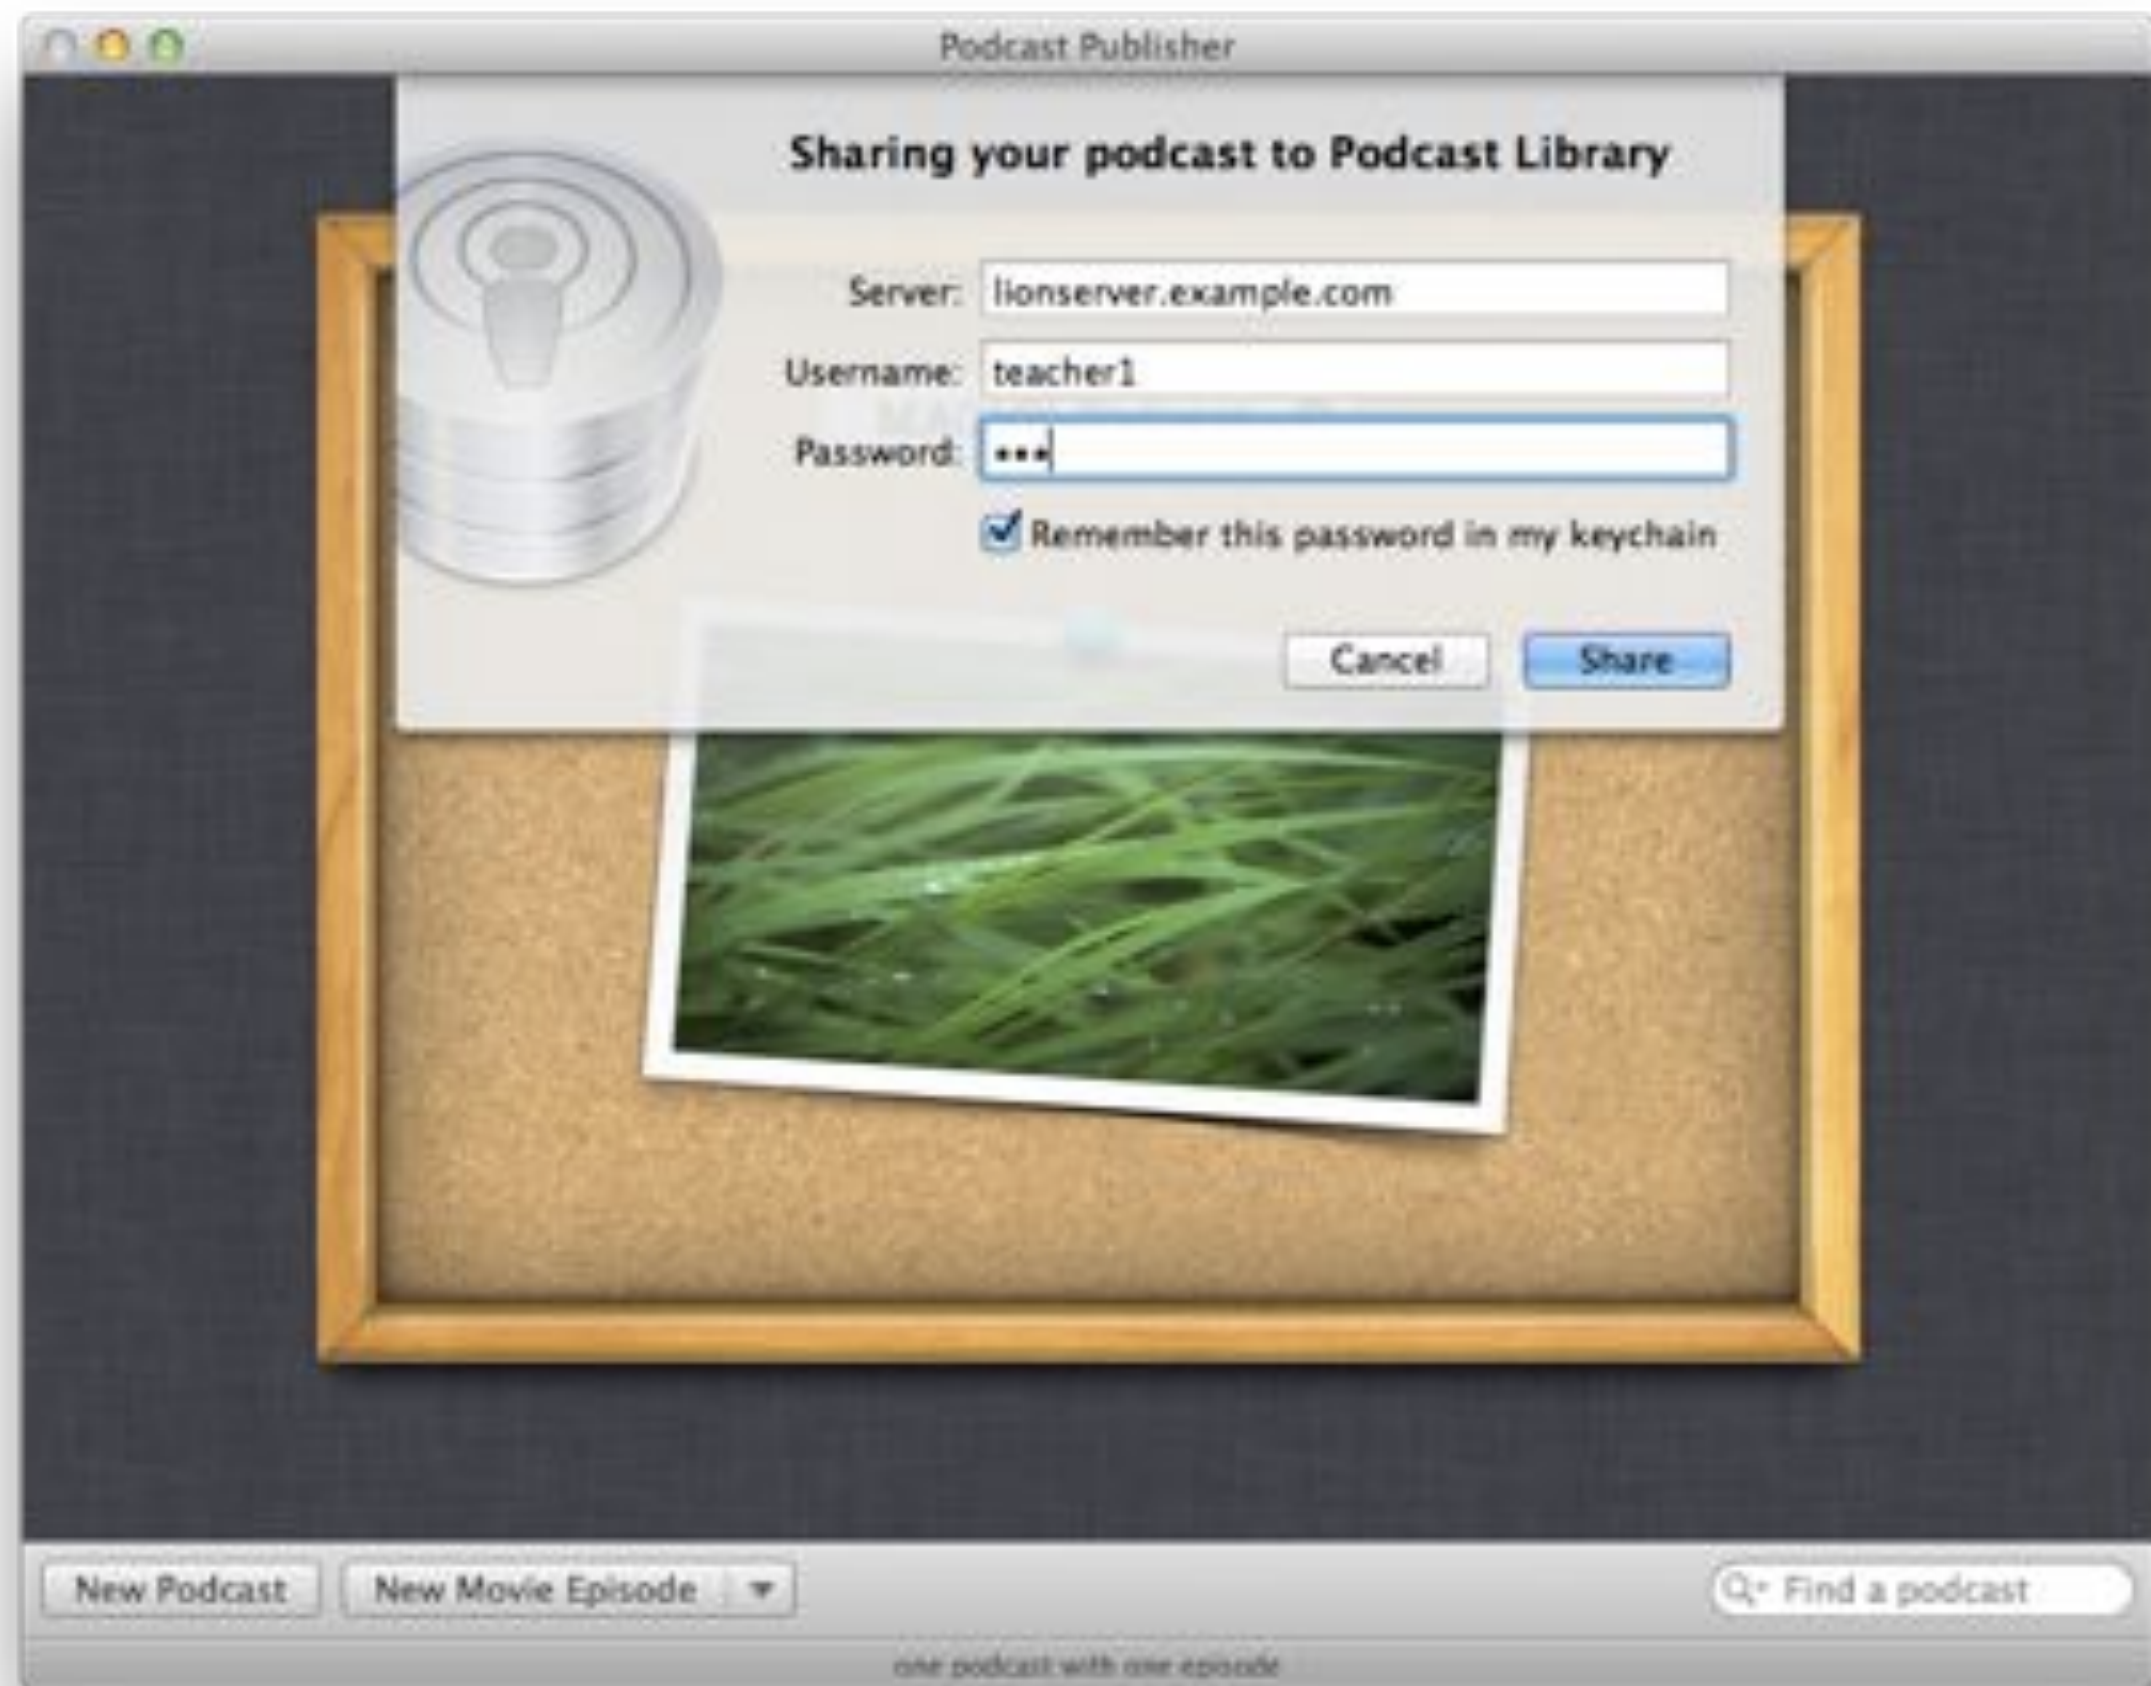 Podcast Publisher
Sharing your podcast to Podcast Library
Server: lionserver.example.com
Username: teacher1
Password: •••
Remember this password in my keychain
Cancel Share
New Podcast New Movie Episode Find a podcast
one podcast with one episode